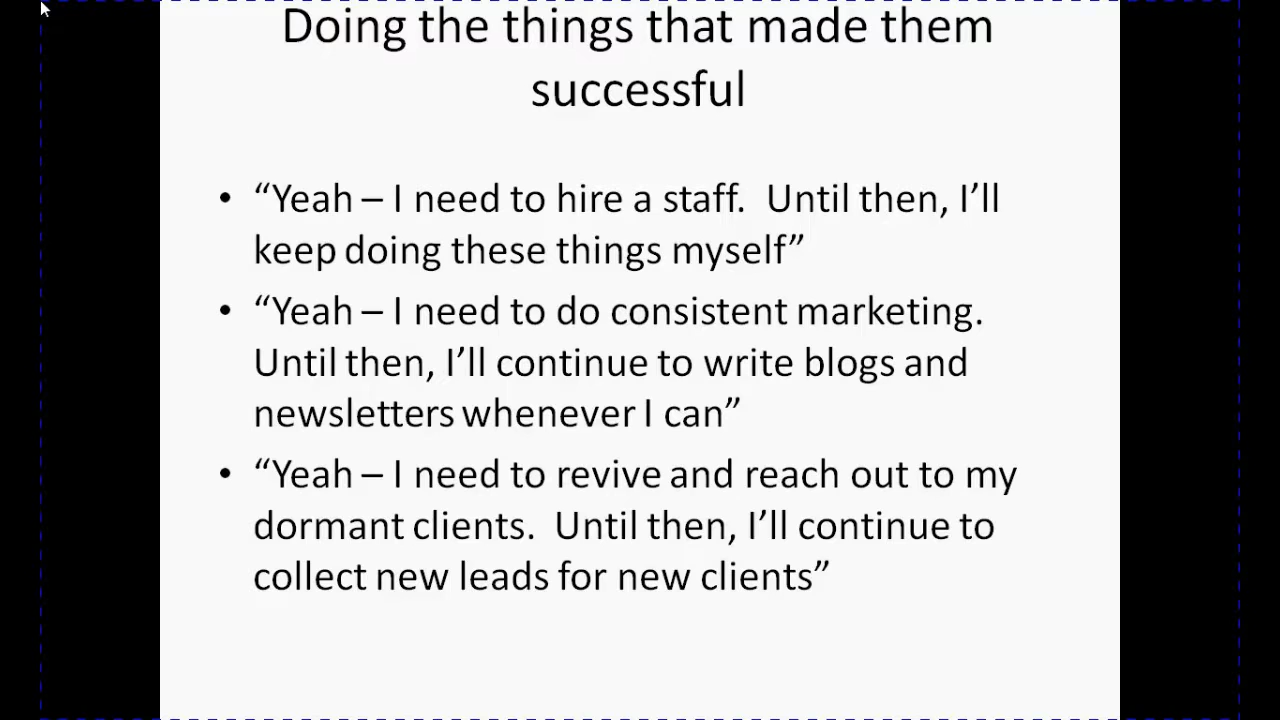 Doing the things that made them
successful
• “Yeah – I need to hire a staff.  Until then, I’ll
keep doing these things myself”
• “Yeah – I need to do consistent marketing.
Until then, I’ll continue to write blogs and
newsletters whenever I can”
• “Yeah – I need to revive and reach out to my
dormant clients.  Until then, I’ll continue to
collect new leads for new clients”